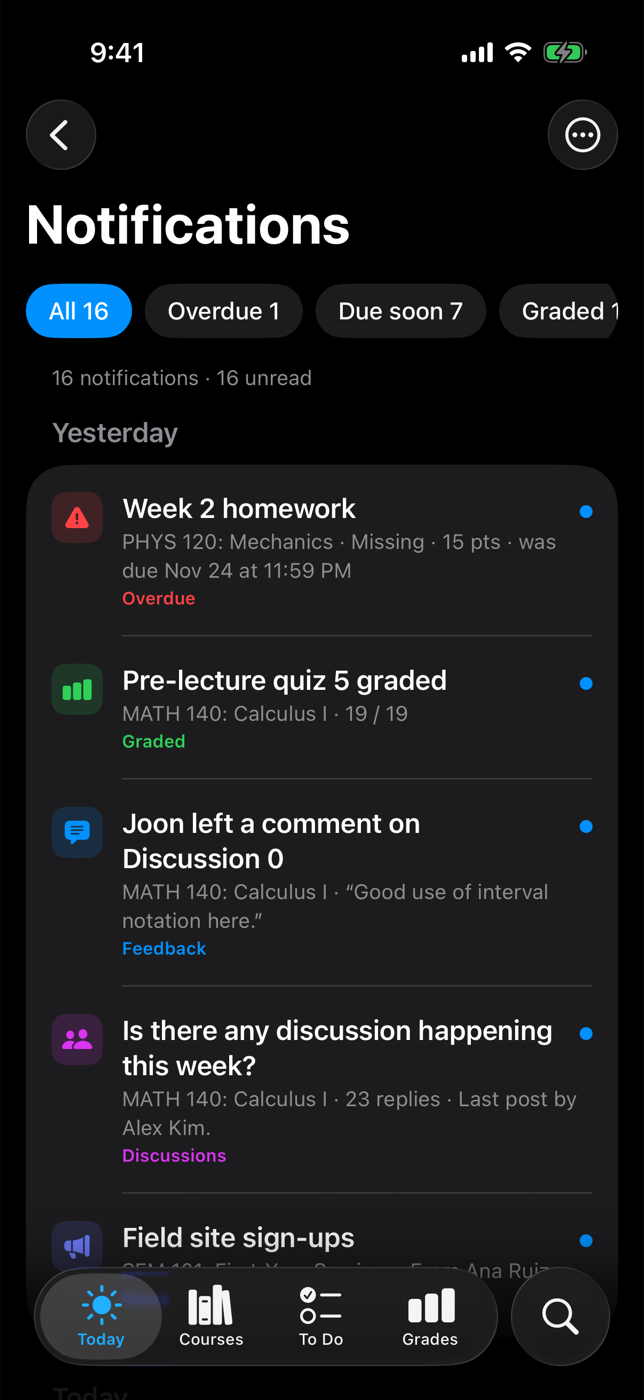 9:41
Notifications
All 16
Overdue 1
Due soon 7
Graded 1
16 notifications · 16 unread
Yesterday
Week 2 homework
PHYS 120: Mechanics · Missing · 15 pts · was
due Nov 24 at 11:59 PM
Overdue
Pre-lecture quiz 5 graded
MATH 140: Calculus I · 19 / 19
Graded
Joon left a comment on
Discussion 0
MATH 140: Calculus I · “Good use of interval
notation here.”
Feedback
Is there any discussion happening
this week?
MATH 140: Calculus I · 23 replies · Last post by
Alex Kim.
Discussions
Field site sign-ups
Ana Ruiz
Today
Courses
To Do
Grades
Today